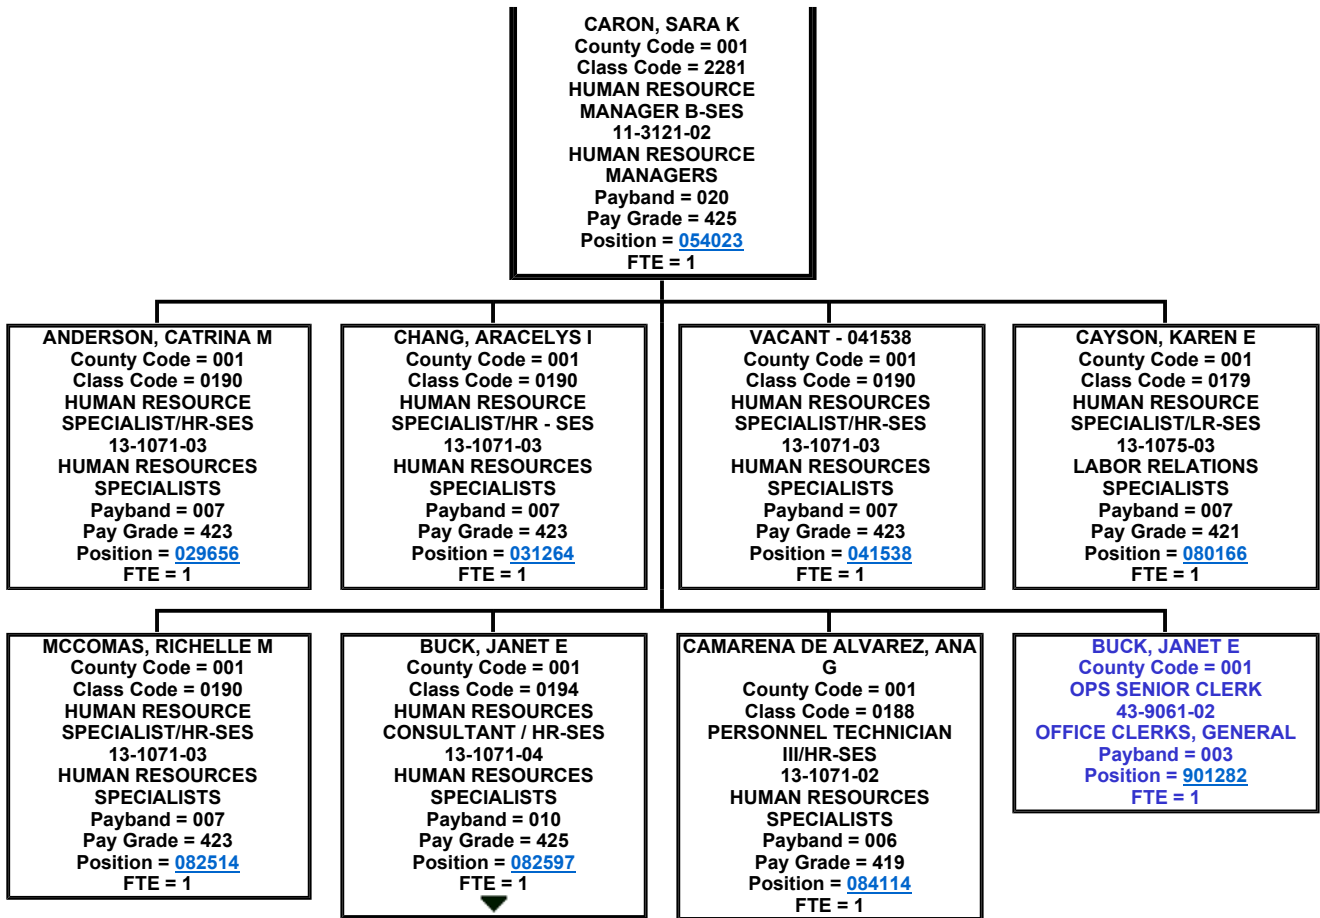 CARON, SARA K
County Code = 001
Class Code = 2281
HUMAN RESOURCE
MANAGER B-SES
11-3121-02
HUMAN RESOURCE
MANAGERS
Payband = 020
Pay Grade = 425
Position = 054023
FTE = 1
ANDERSON, CATRINA M
County Code = 001
Class Code = 0190
HUMAN RESOURCE
SPECIALIST/HR-SES
13-1071-03
HUMAN RESOURCES
SPECIALISTS
Payband = 007
Pay Grade = 423
Position = 029656
FTE = 1
CHANG, ARACELYS I
County Code = 001
Class Code = 0190
HUMAN RESOURCE
SPECIALIST/HR - SES
13-1071-03
HUMAN RESOURCES
SPECIALISTS
Payband = 007
Pay Grade = 423
Position = 031264
FTE = 1
VACANT - 041538
County Code = 001
Class Code = 0190
HUMAN RESOURCES
SPECIALIST/HR-SES
13-1071-03
HUMAN RESOURCES
SPECIALISTS
Payband = 007
Pay Grade = 423
Position = 041538
FTE = 1
CAYSON, KAREN E
County Code = 001
Class Code = 0179
HUMAN RESOURCE
SPECIALIST/LR-SES
13-1075-03
LABOR RELATIONS
SPECIALISTS
Payband = 007
Pay Grade = 421
Position = 080166
FTE = 1
MCCOMAS, RICHELLE M
County Code = 001
Class Code = 0190
HUMAN RESOURCE
SPECIALIST/HR-SES
13-1071-03
HUMAN RESOURCES
SPECIALISTS
Payband = 007
Pay Grade = 423
Position = 082514
FTE = 1
BUCK, JANET E
County Code = 001
Class Code = 0194
HUMAN RESOURCES
CONSULTANT / HR-SES
13-1071-04
HUMAN RESOURCES
SPECIALISTS
Payband = 010
Pay Grade = 425
Position = 082597
FTE = 1
CAMARENA DE ALVAREZ, ANA
G
County Code = 001
Class Code = 0188
PERSONNEL TECHNICIAN
III/HR-SES
13-1071-02
HUMAN RESOURCES
SPECIALISTS
Payband = 006
Pay Grade = 419
Position = 084114
FTE = 1
BUCK, JANET E
County Code = 001
OPS SENIOR CLERK
43-9061-02
OFFICE CLERKS, GENERAL
Payband = 003
Position = 901282
FTE = 1